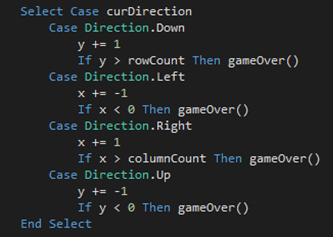 Select Case curDirection
    Case Direction.Down
        y += 1
        If y > rowCount Then gameOver()
    Case Direction.Left
        x += -1
        If x < 0 Then gameOver()
    Case Direction.Right
        x += 1
        If x > columnCount Then gameOver()
    Case Direction.Up
        y += -1
        If y < 0 Then gameOver()
End Select